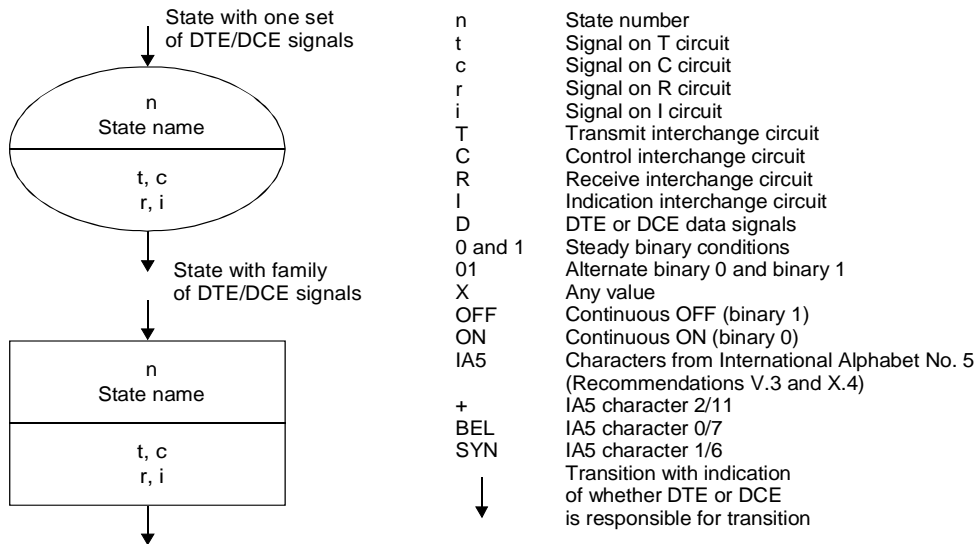 State with one set
of DTE/DCE signals
n
State name
t, c
r, i
State with family
of DTE/DCE signals
n
State name
t, c
r, i
n State number
t Signal on T circuit
c Signal on C circuit
r Signal on R circuit
i Signal on I circuit
T Transmit interchange circuit
C Control interchange circuit
R Receive interchange circuit
I Indication interchange circuit
D DTE or DCE data signals
0 and 1 Steady binary conditions
01 Alternate binary 0 and binary 1
X Any value
OFF Continuous OFF (binary 1)
ON Continuous ON (binary 0)
IA5 Characters from International Alphabet No. 5
(Recommendations V.3 and X.4)
+ IA5 character 2/11
BEL IA5 character 0/7
SYN IA5 character 1/6
Transition with indication
of whether DTE or DCE
is responsible for transition